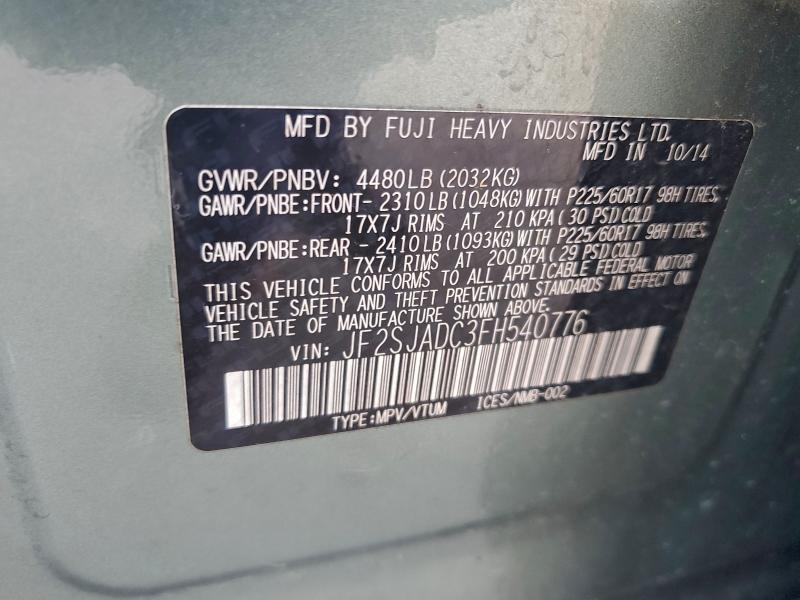 MFD BY FUJI HEAVY INDUSTRIES LTD.
MFD IN 10/14
GVWR/PNBV: 4480LB (2032KG)
GAWR/PNBE:FRONT- 2310LB (1048KG) WITH P225/60R17 98H TIRES,
17X7J RIMS AT 210 KPA (30 PSI) COLD
GAWR/PNBE:REAR - 2410LB (1093KG) WITH P225/60R17 98H TIRES,
17X7J RIMS AT 200 KPA (29 PSI) COLD
THIS VEHICLE CONFORMS TO ALL APPLICABLE FEDERAL MOTOR
VEHICLE SAFETY AND THEFT PREVENTION STANDARDS IN EFFECT ON
THE DATE OF MANUFACTURE SHOWN ABOVE.
VIN: JF2SJADC3FH540776
TYPE:MPV/VTUM ICES/NMB-002